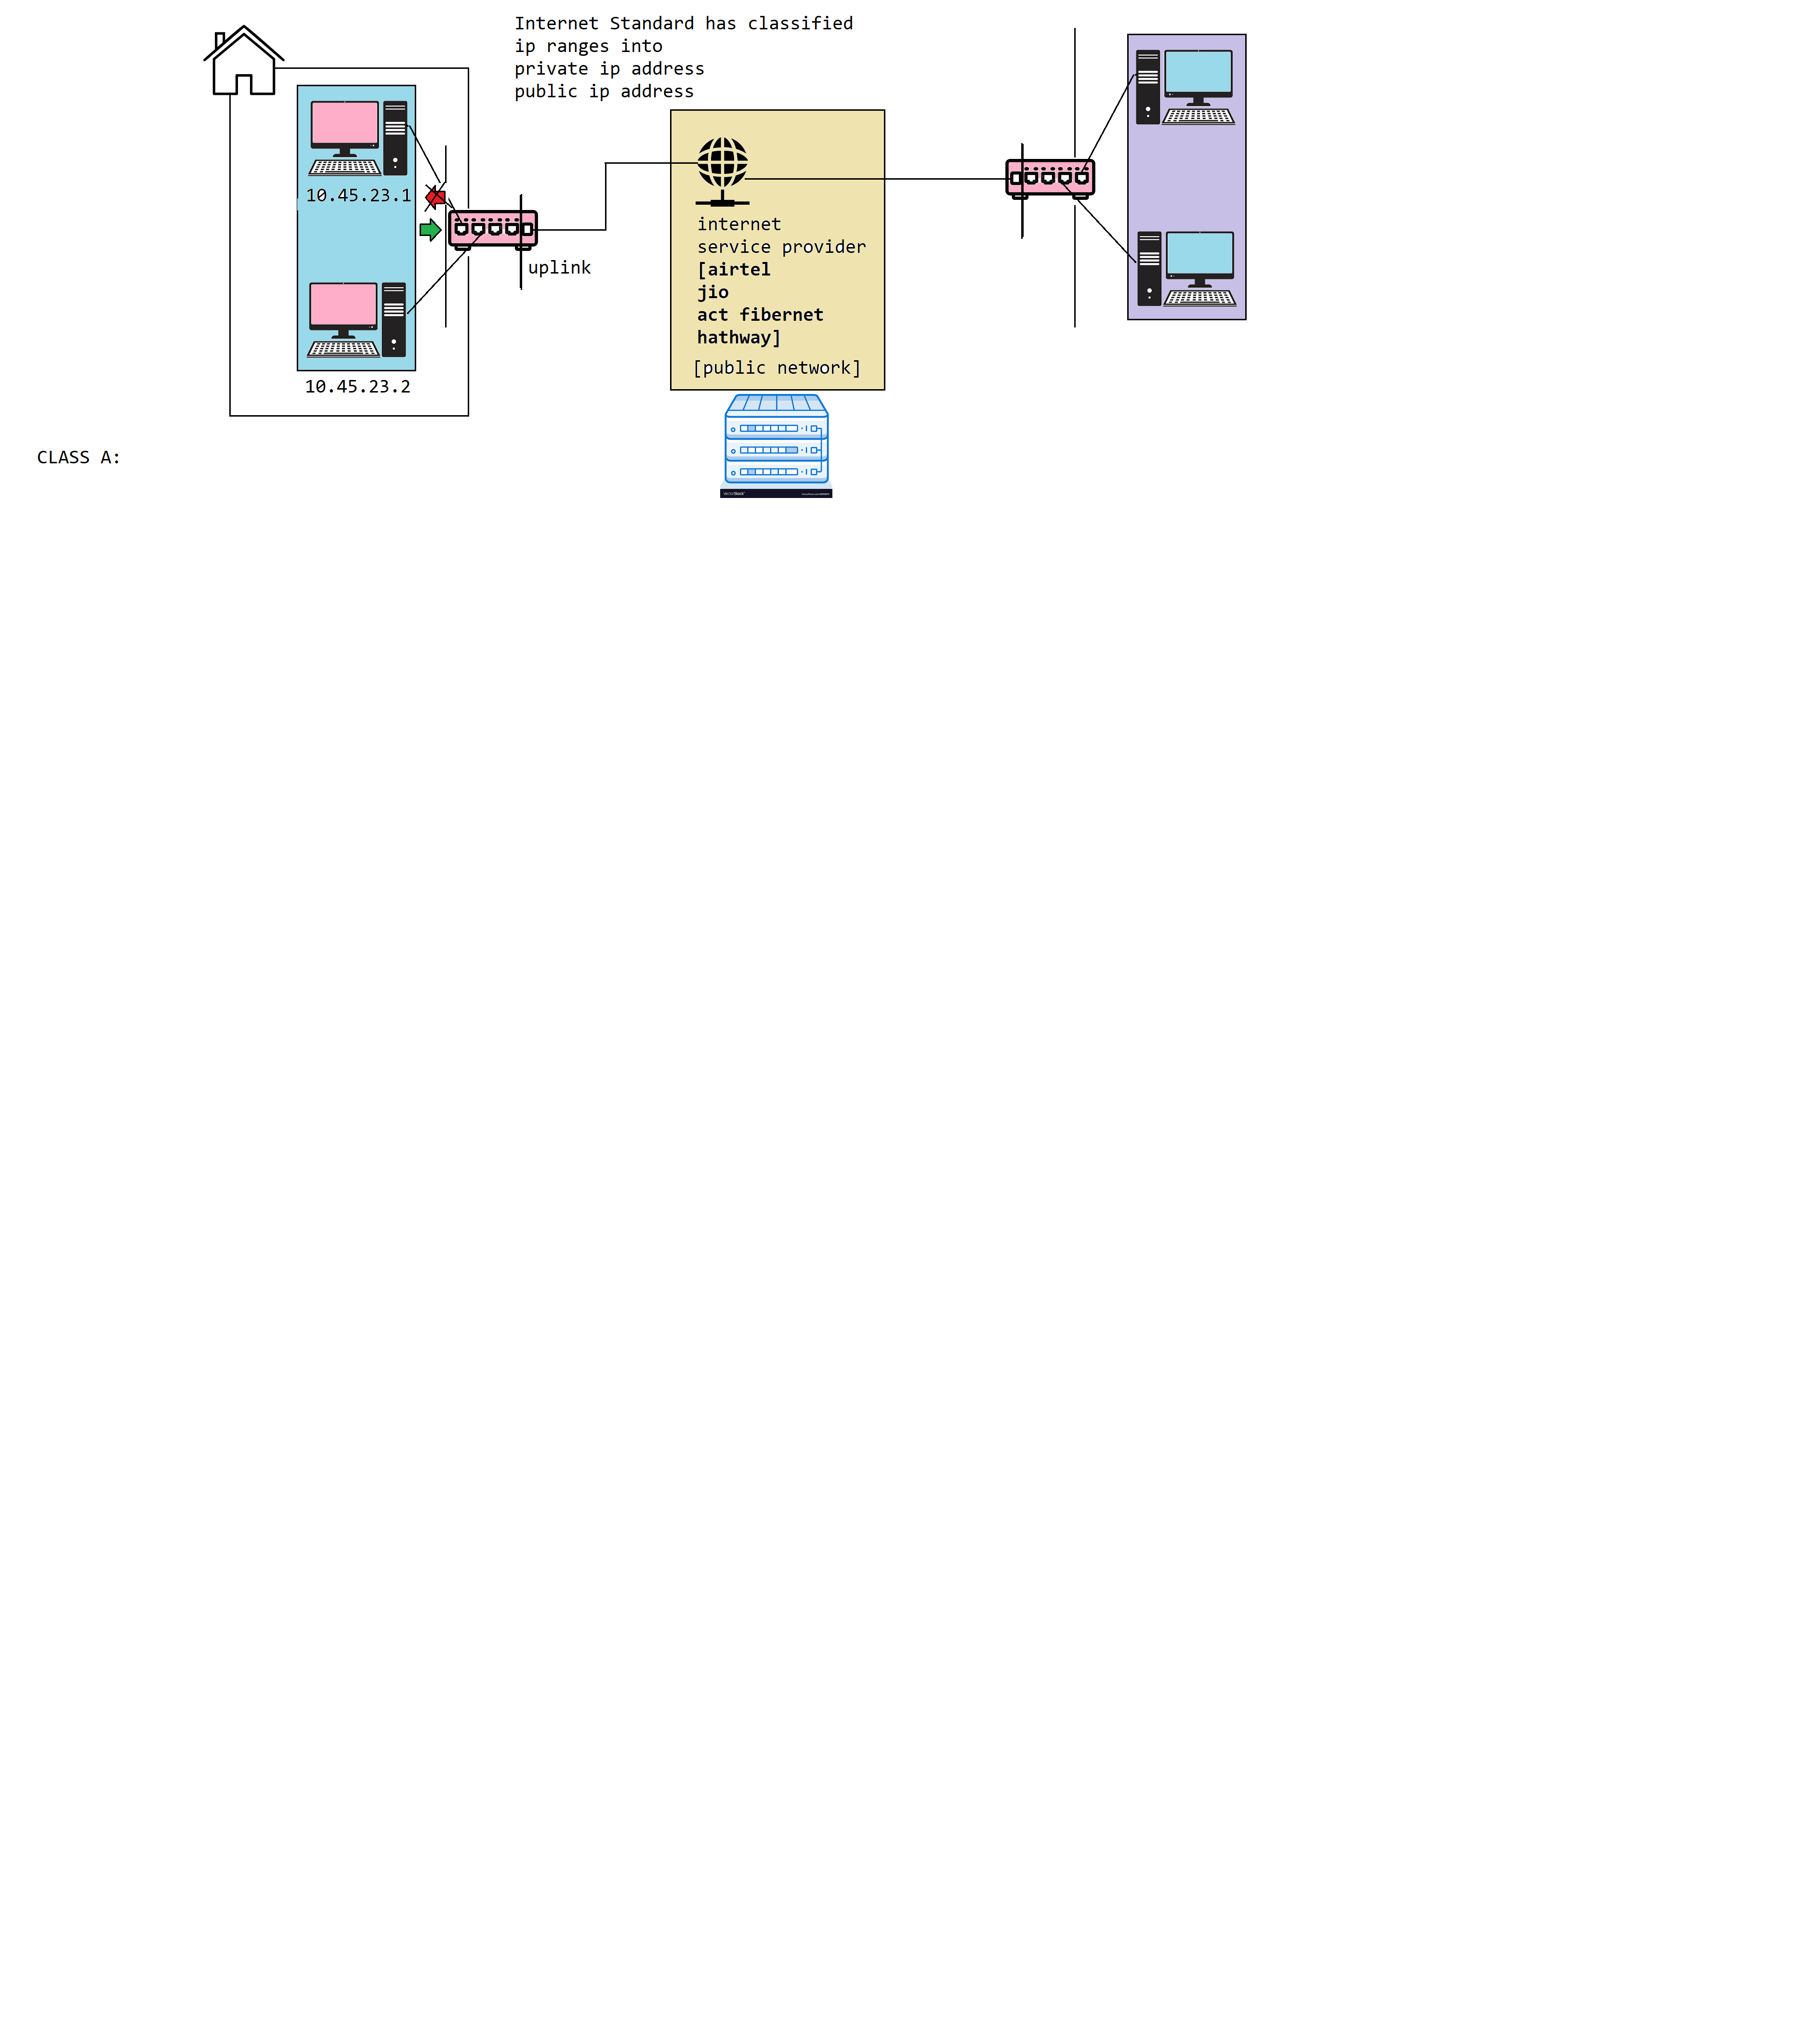 Internet Standard has classified
ip ranges into
private ip address
public ip address
10.45.23.1
10.45.23.2
uplink
internet
service provider
[airtel
jio
act fibernet
hathway]
[public network]
VectorStock
CLASS A: